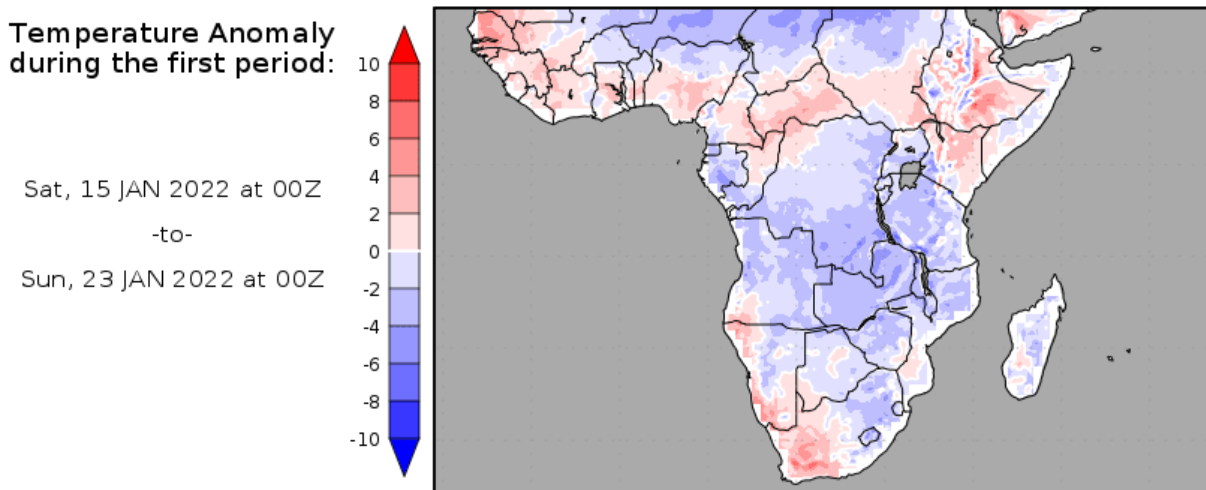 Temperature Anomaly
during the first period:
Sat, 15 JAN 2022 at 00Z
-to-
Sun, 23 JAN 2022 at 00Z
10
8
6
4
2
0
-2
-4
-6
-8
-10